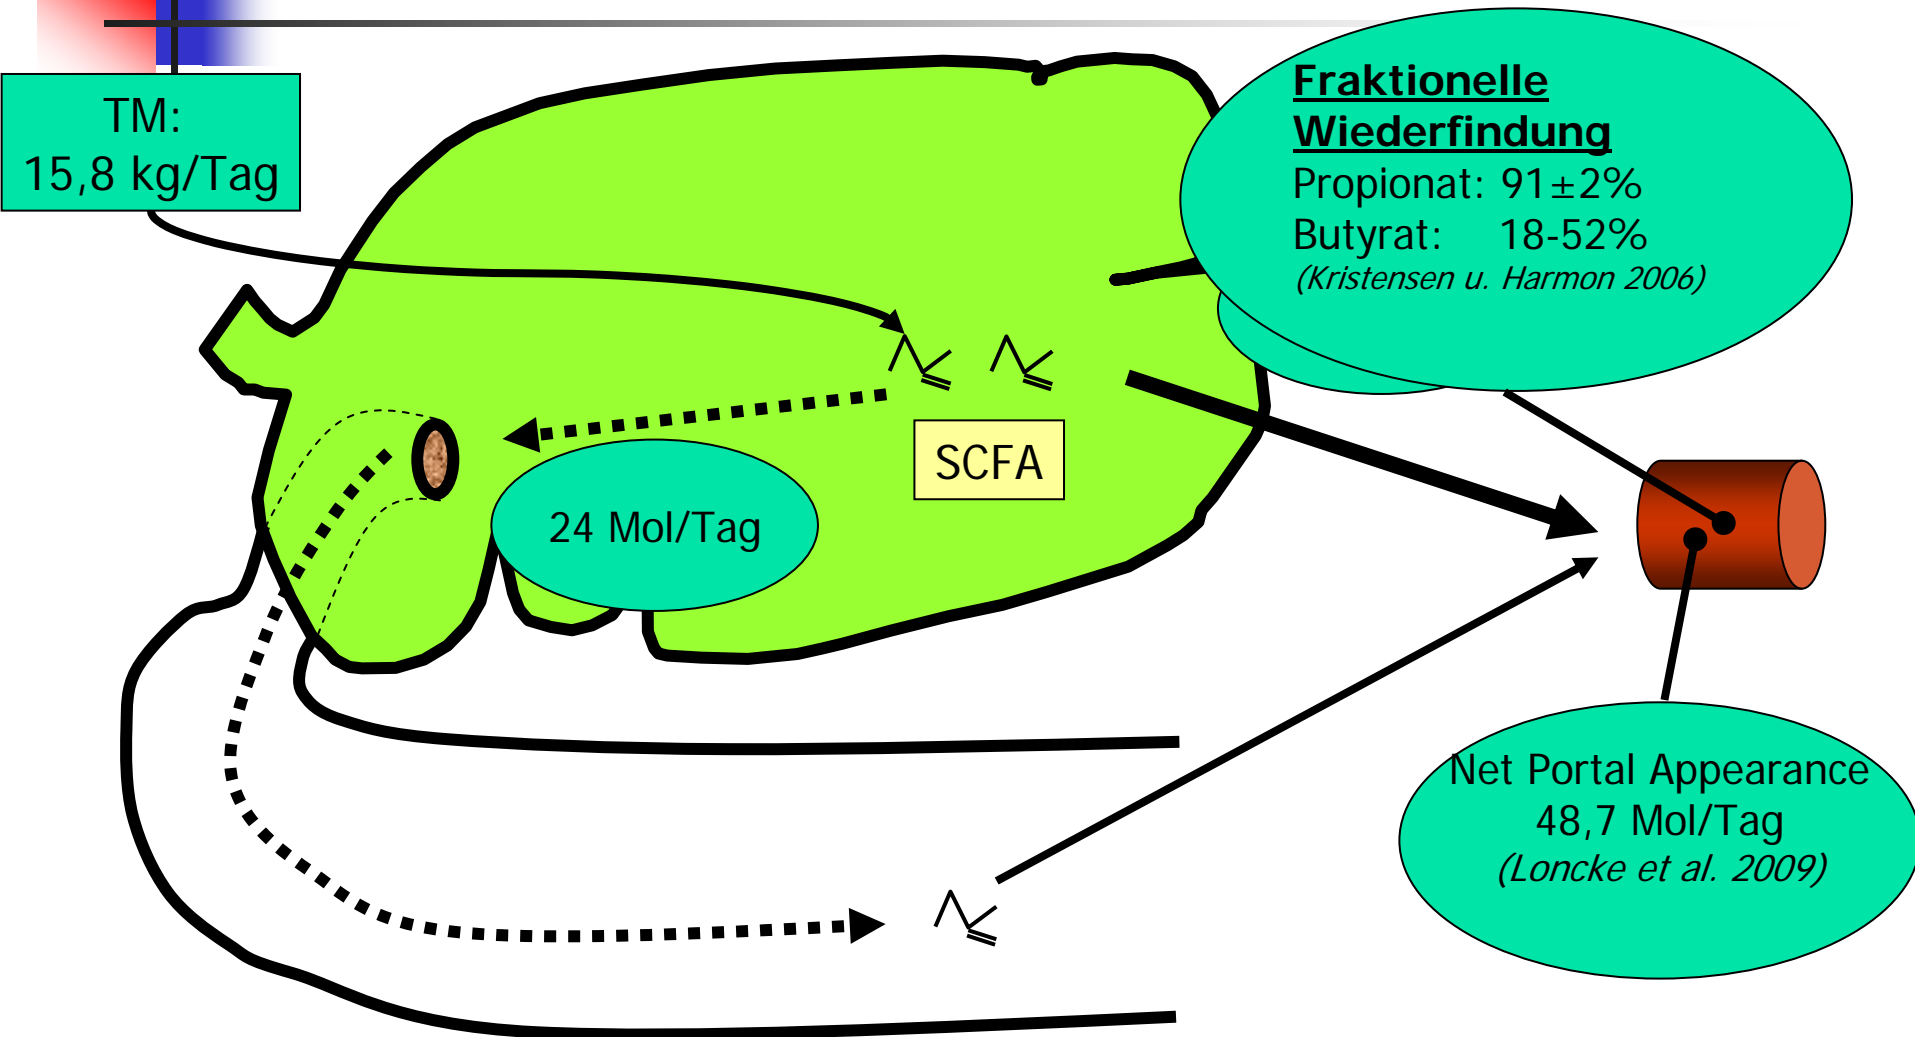 TM:
15,8 kg/Tag
Fraktionelle
Wiederfindung
Propionat: 91±2%
Butyrat: 18-52%
(Kristensen u. Harmon 2006)
SCFA
24 Mol/Tag
Net Portal Appearance
48,7 Mol/Tag
(Loncke et al. 2009)